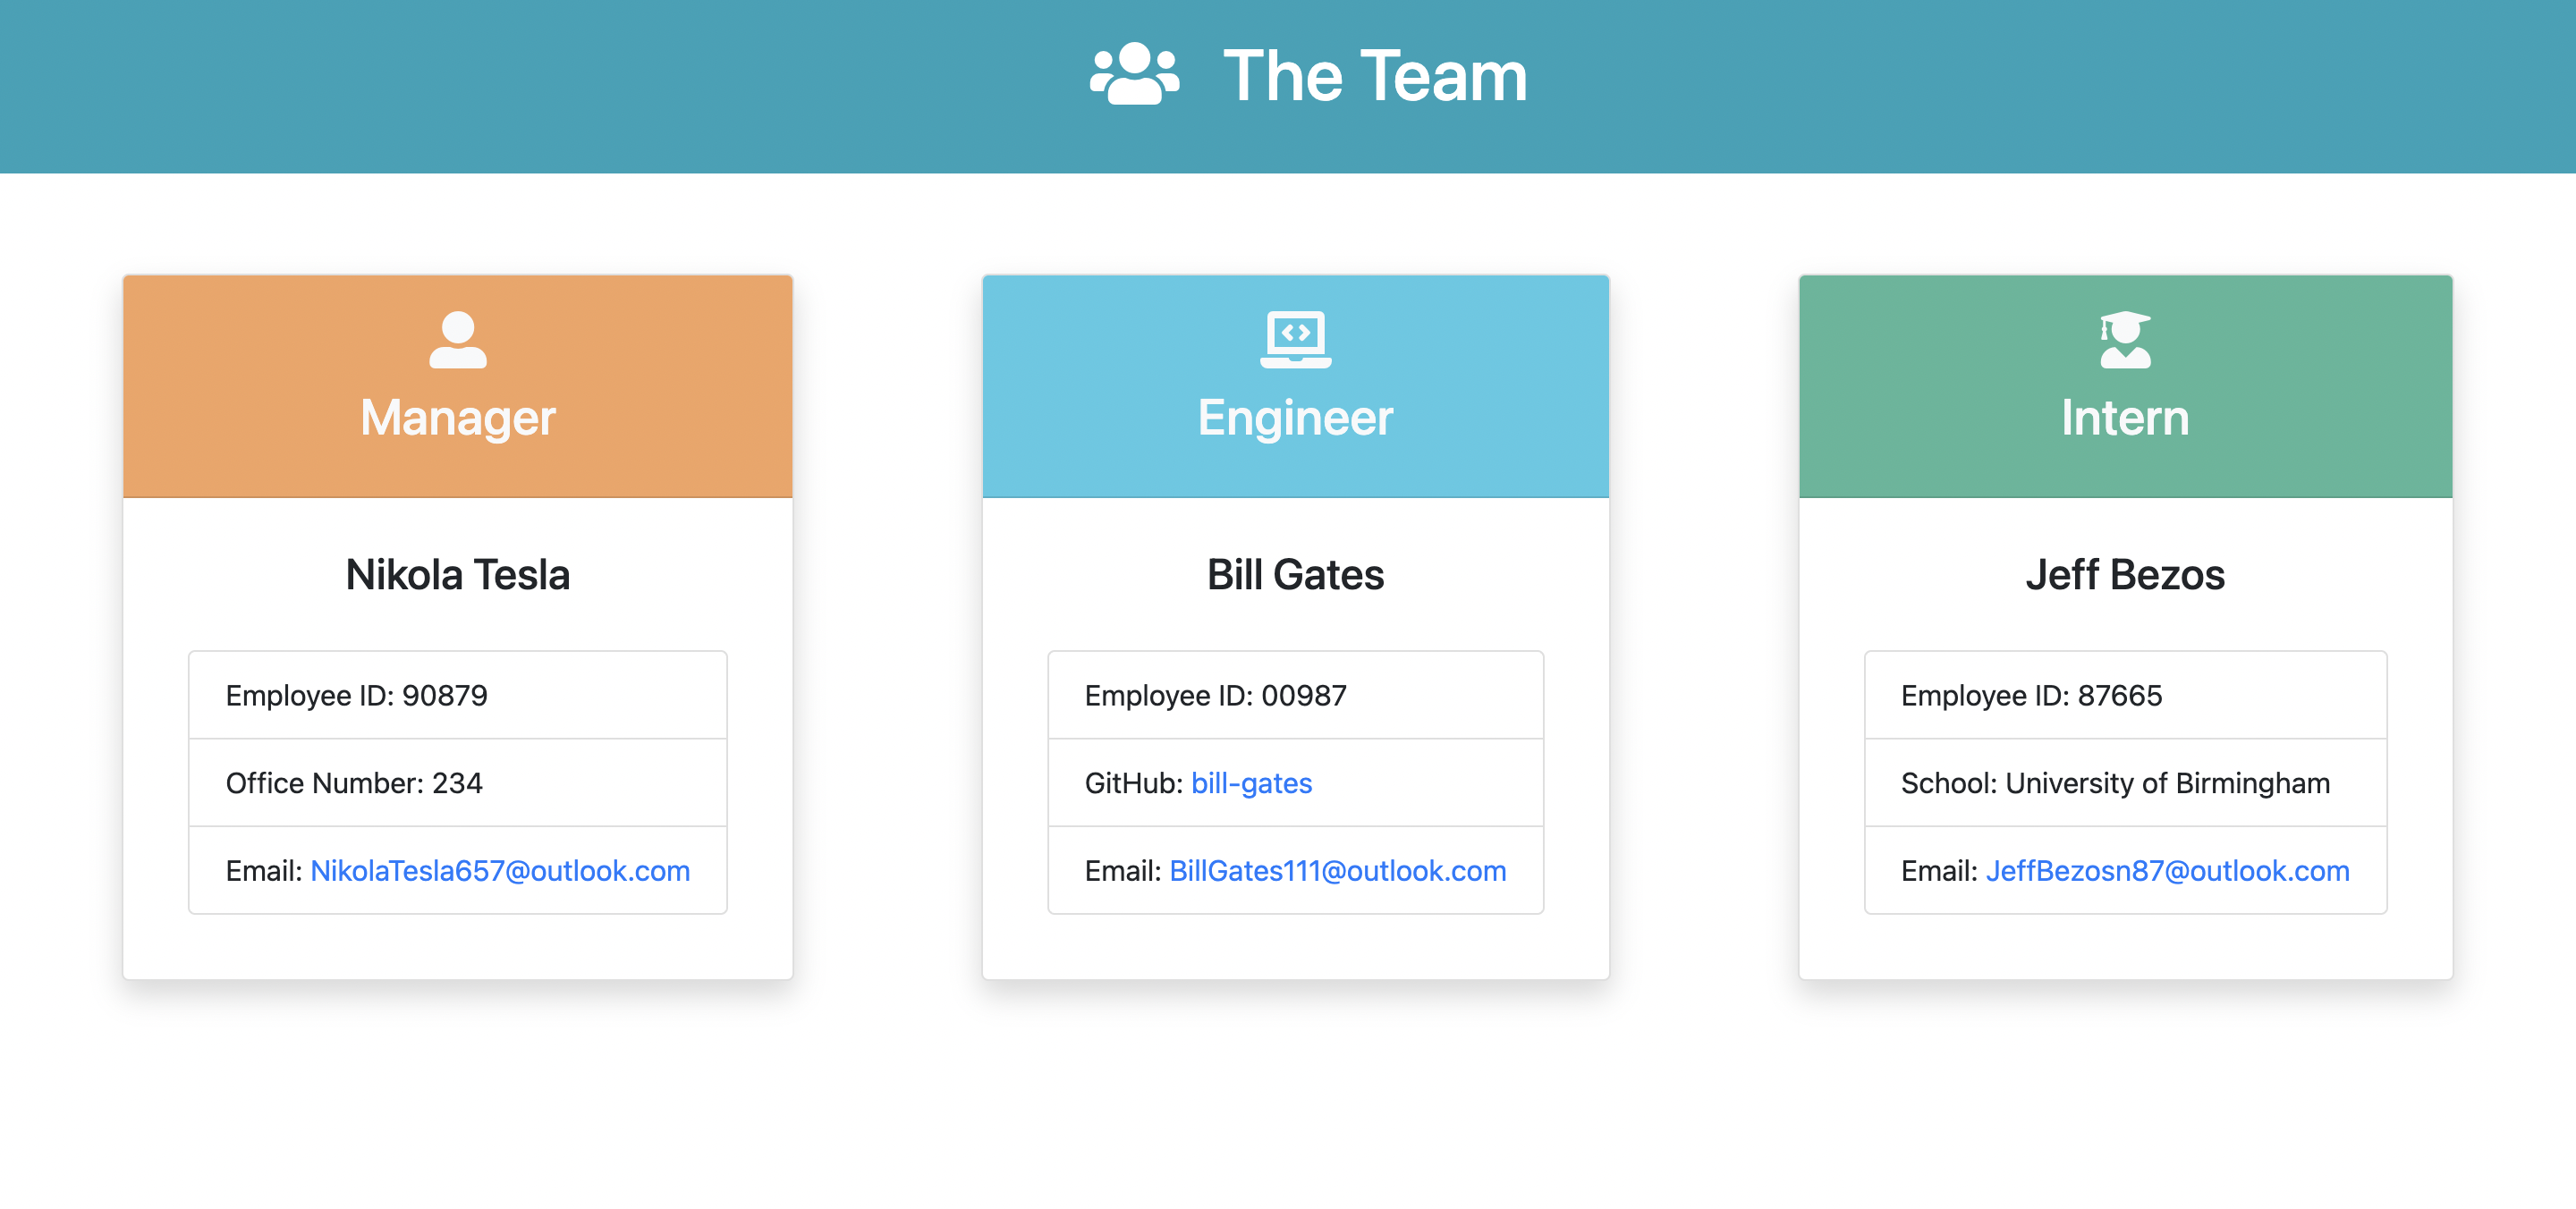 The Team
Manager
Nikola Tesla
Employee ID: 90879
Office Number: 234
Email: NikolaTesla657@outlook.com
Engineer
Bill Gates
Employee ID: 00987
GitHub: bill-gates
Email: BillGates111@outlook.com
Intern
Jeff Bezos
Employee ID: 87665
School: University of Birmingham
Email: JeffBezosn87@outlook.com